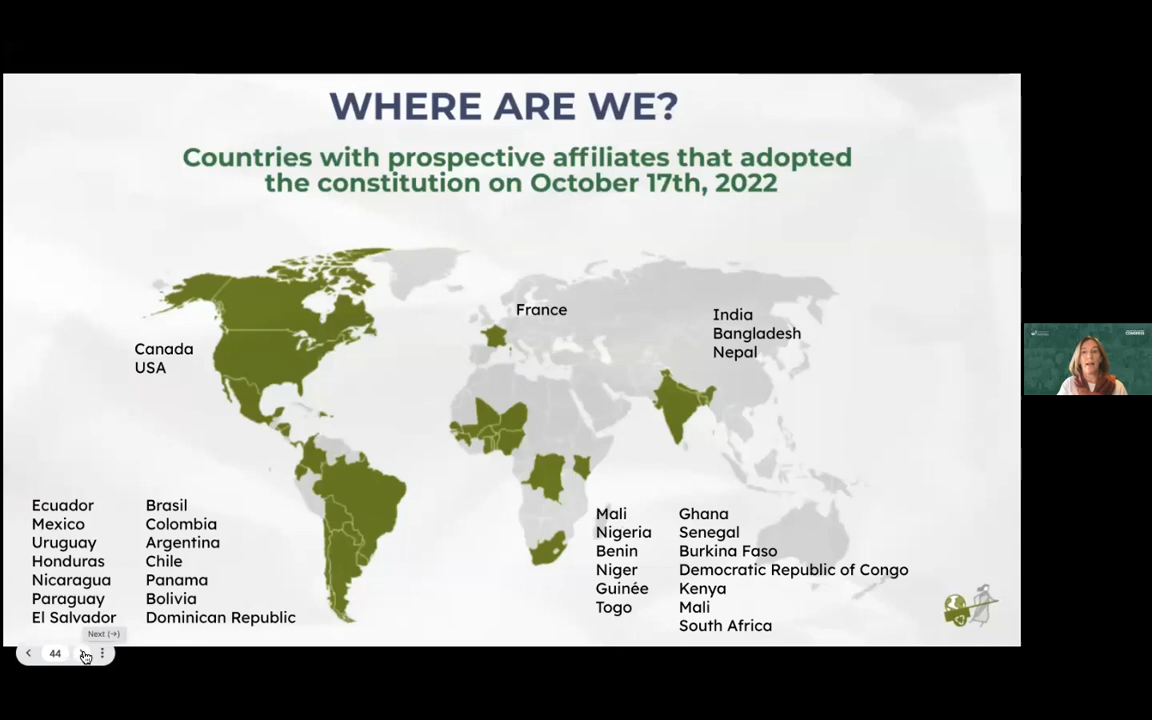 WHERE ARE WE?
Countries with prospective affiliates that adopted
the constitution on October 17th, 2022
France
India
Bangladesh
Nepal
Canada
USA
Ecuador
Mexico
Uruguay
Honduras
Nicaragua
Paraguay
El Salvador
Brasil
Colombia
Argentina
Chile
Panama
Bolivia
Dominican Republic
Mali
Nigeria
Benin
Niger
Guinée
Togo
Ghana
Senegal
Burkina Faso
Democratic Republic of Congo
Kenya
Mali
South Africa
Next (→)
44